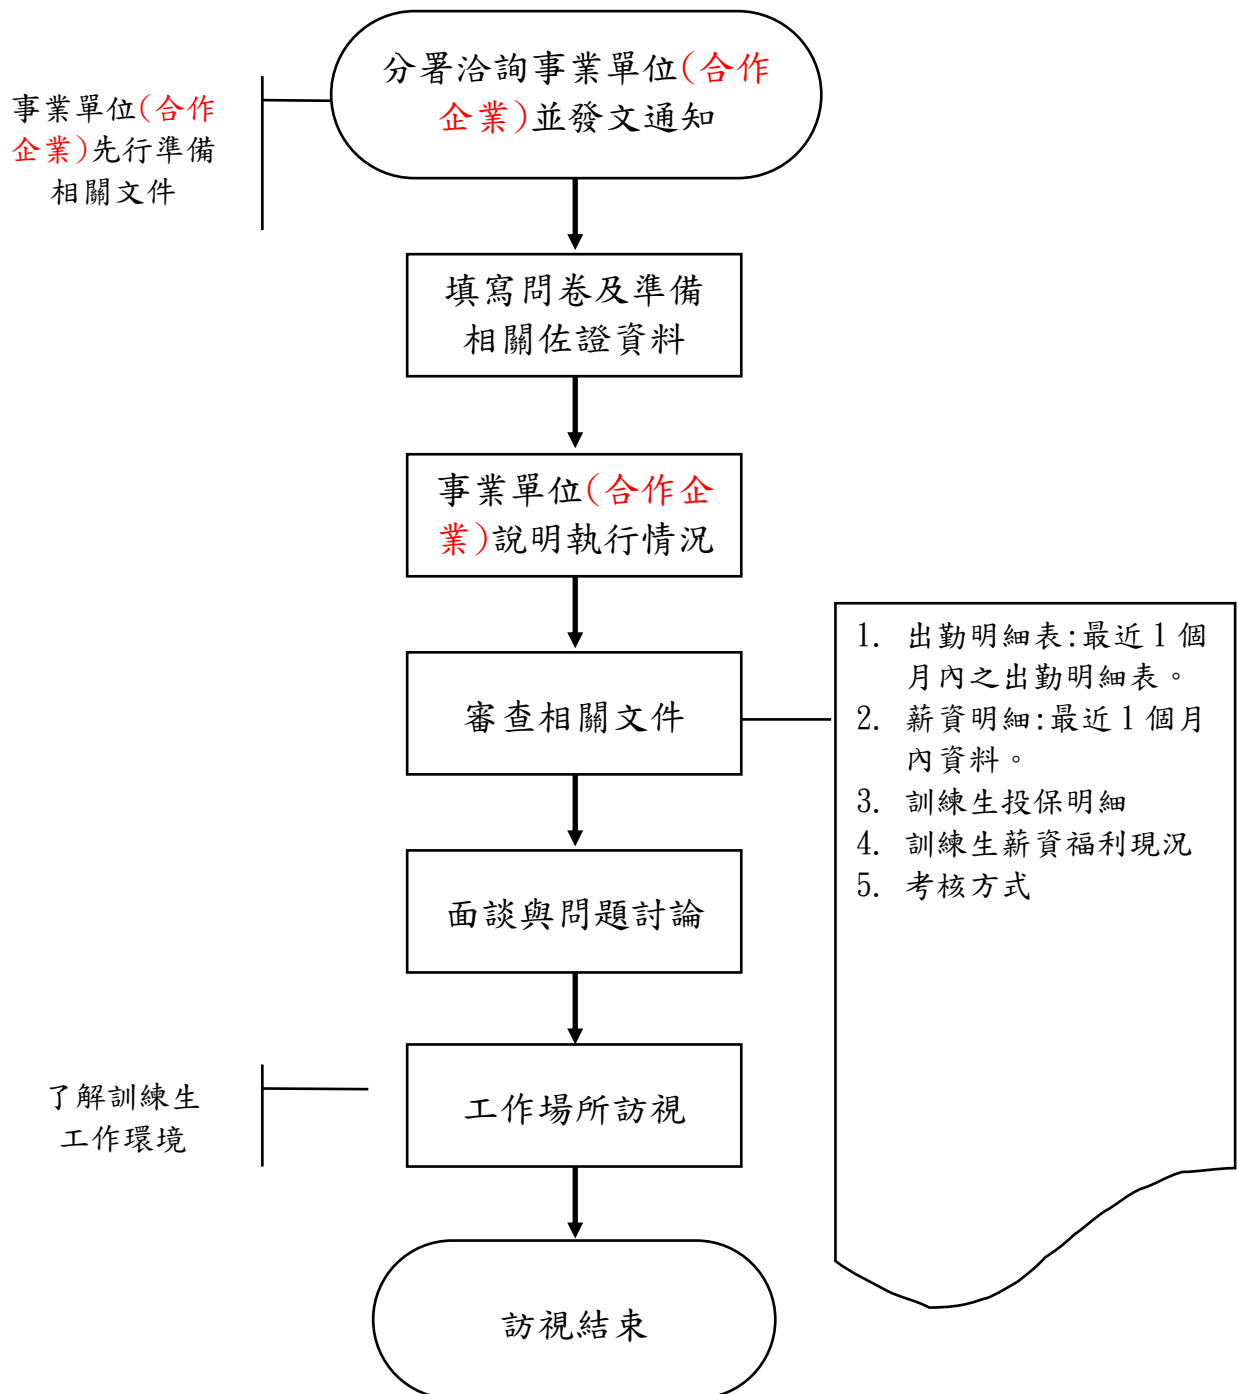 分署洽詢事業單位(合作
企業)並發文通知
事業單位(合作
企業)先行準備
相關文件
填寫問卷及準備
相關佐證資料
事業單位(合作企
業)說明執行情況
審查相關文件
1. 出勤明細表:最近1個
月內之出勤明細表。
2. 薪資明細:最近1個月
內資料。
3. 訓練生投保明細
4. 訓練生薪資福利現況
5. 考核方式
面談與問題討論
工作場所訪視
了解訓練生
工作環境
訪視結束